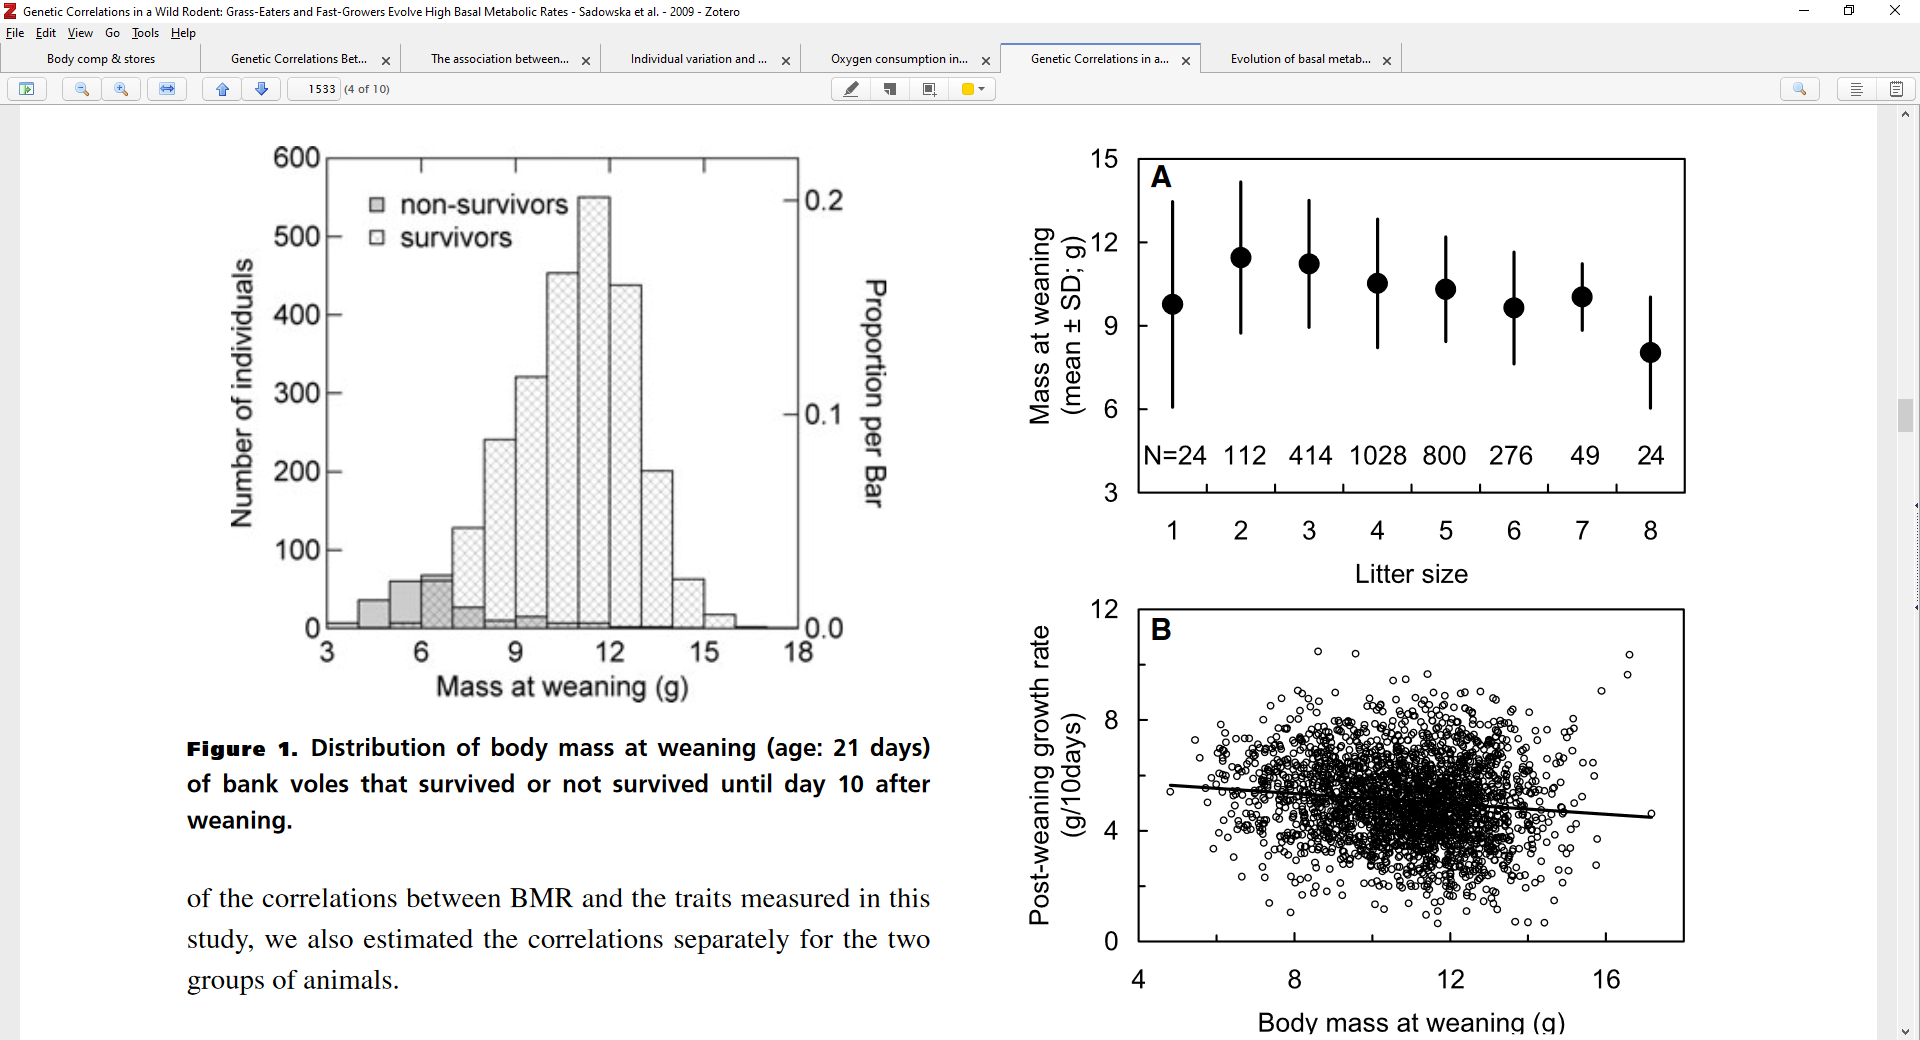 Genetic Correlations in a Wild Rodent: Grass-Eaters and Fast-Growers Evolve High Basal Metabolic Rates - Sadowska et al. - 2009 - Zotero
File Edit View Go Tools Help
Body comp & stores
Genetic Correlations Bet...
The association between...
Individual variation and ...
Oxygen consumption in...
Genetic Correlations in a...
Evolution of basal metab...
1533 (4 of 10)
600
500
400
300
200
100
0
Number of individuals
non-survivors
survivors
0.2
0.1
0.0
Proportion per Bar
3 6 9 12 15 18
Mass at weaning (g)
Figure 1. Distribution of body mass at weaning (age: 21 days)
of bank voles that survived or not survived until day 10 after
weaning.
of the correlations between BMR and the traits measured in this
study, we also estimated the correlations separately for the two
groups of animals.
A
15
12
9
6
3
Mass at weaning
(mean ± SD; g)
N=24 112 414 1028 800 276 49 24
1 2 3 4 5 6 7 8
Litter size
B
12
8
4
0
Post-weaning growth rate
(g/10days)
4 8 12 16
Body mass at weaning (g)